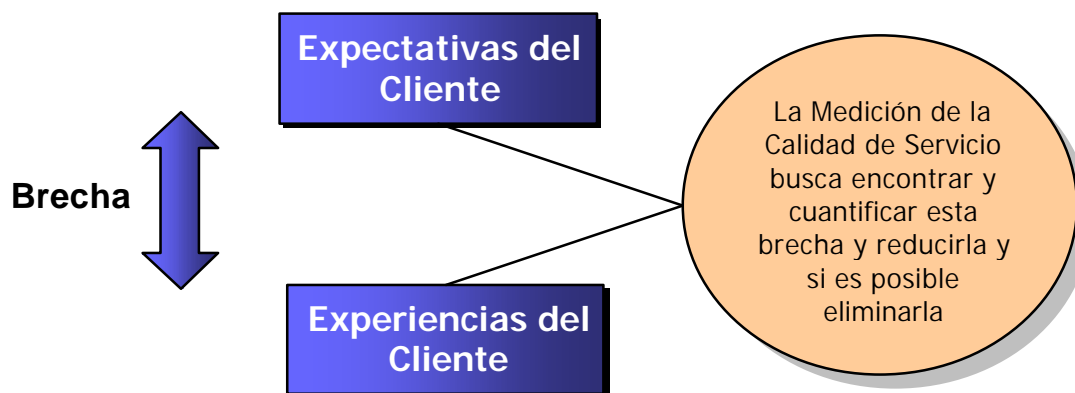 Expectativas del
Cliente
Brecha
La Medición de la
Calidad de Servicio
busca encontrar y
cuantificar esta
brecha y reducirla y
si es posible
eliminarla
Experiencias del
Cliente